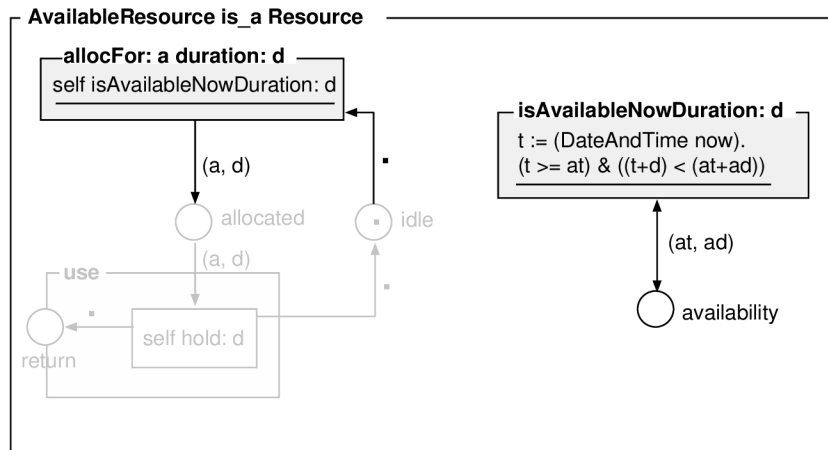 AvailableResource is_a Resource
allocFor: a duration: d
self isAvailableNowDuration: d
(a, d)
allocated
idle
(a, d)
use
self hold: d
return
isAvailableNowDuration: d
t := (DateAndTime now).
(t >= at) & ((t+d) < (at+ad))
(at, ad)
availability